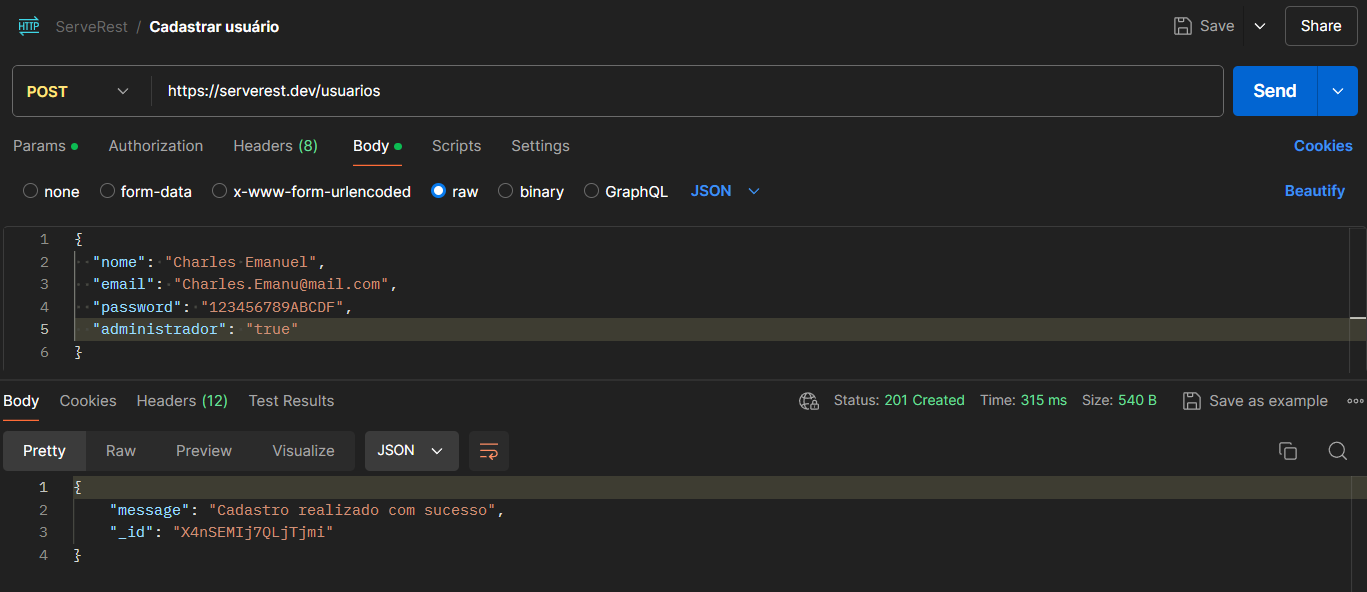 HTTP ServeRest / Cadastrar usuário Save Share
POST https://serverest.dev/usuarios Send
Params Authorization Headers (8) Body Scripts Settings Cookies
none form-data x-www-form-urlencoded raw binary GraphQL JSON Beautify
1 {
2 "nome": "Charles Emanuel",
3 "email": "Charles.Emanu@mail.com",
4 "password": "123456789ABCDF",
5 "administrador": "true"
6 }
Body Cookies Headers (12) Test Results Status: 201 Created Time: 315 ms Size: 540 B Save as example
Pretty Raw Preview Visualize JSON
1 {
2 "message": "Cadastro realizado com sucesso",
3 "_id": "X4nSEMIj7QLjTjmi"
4 }